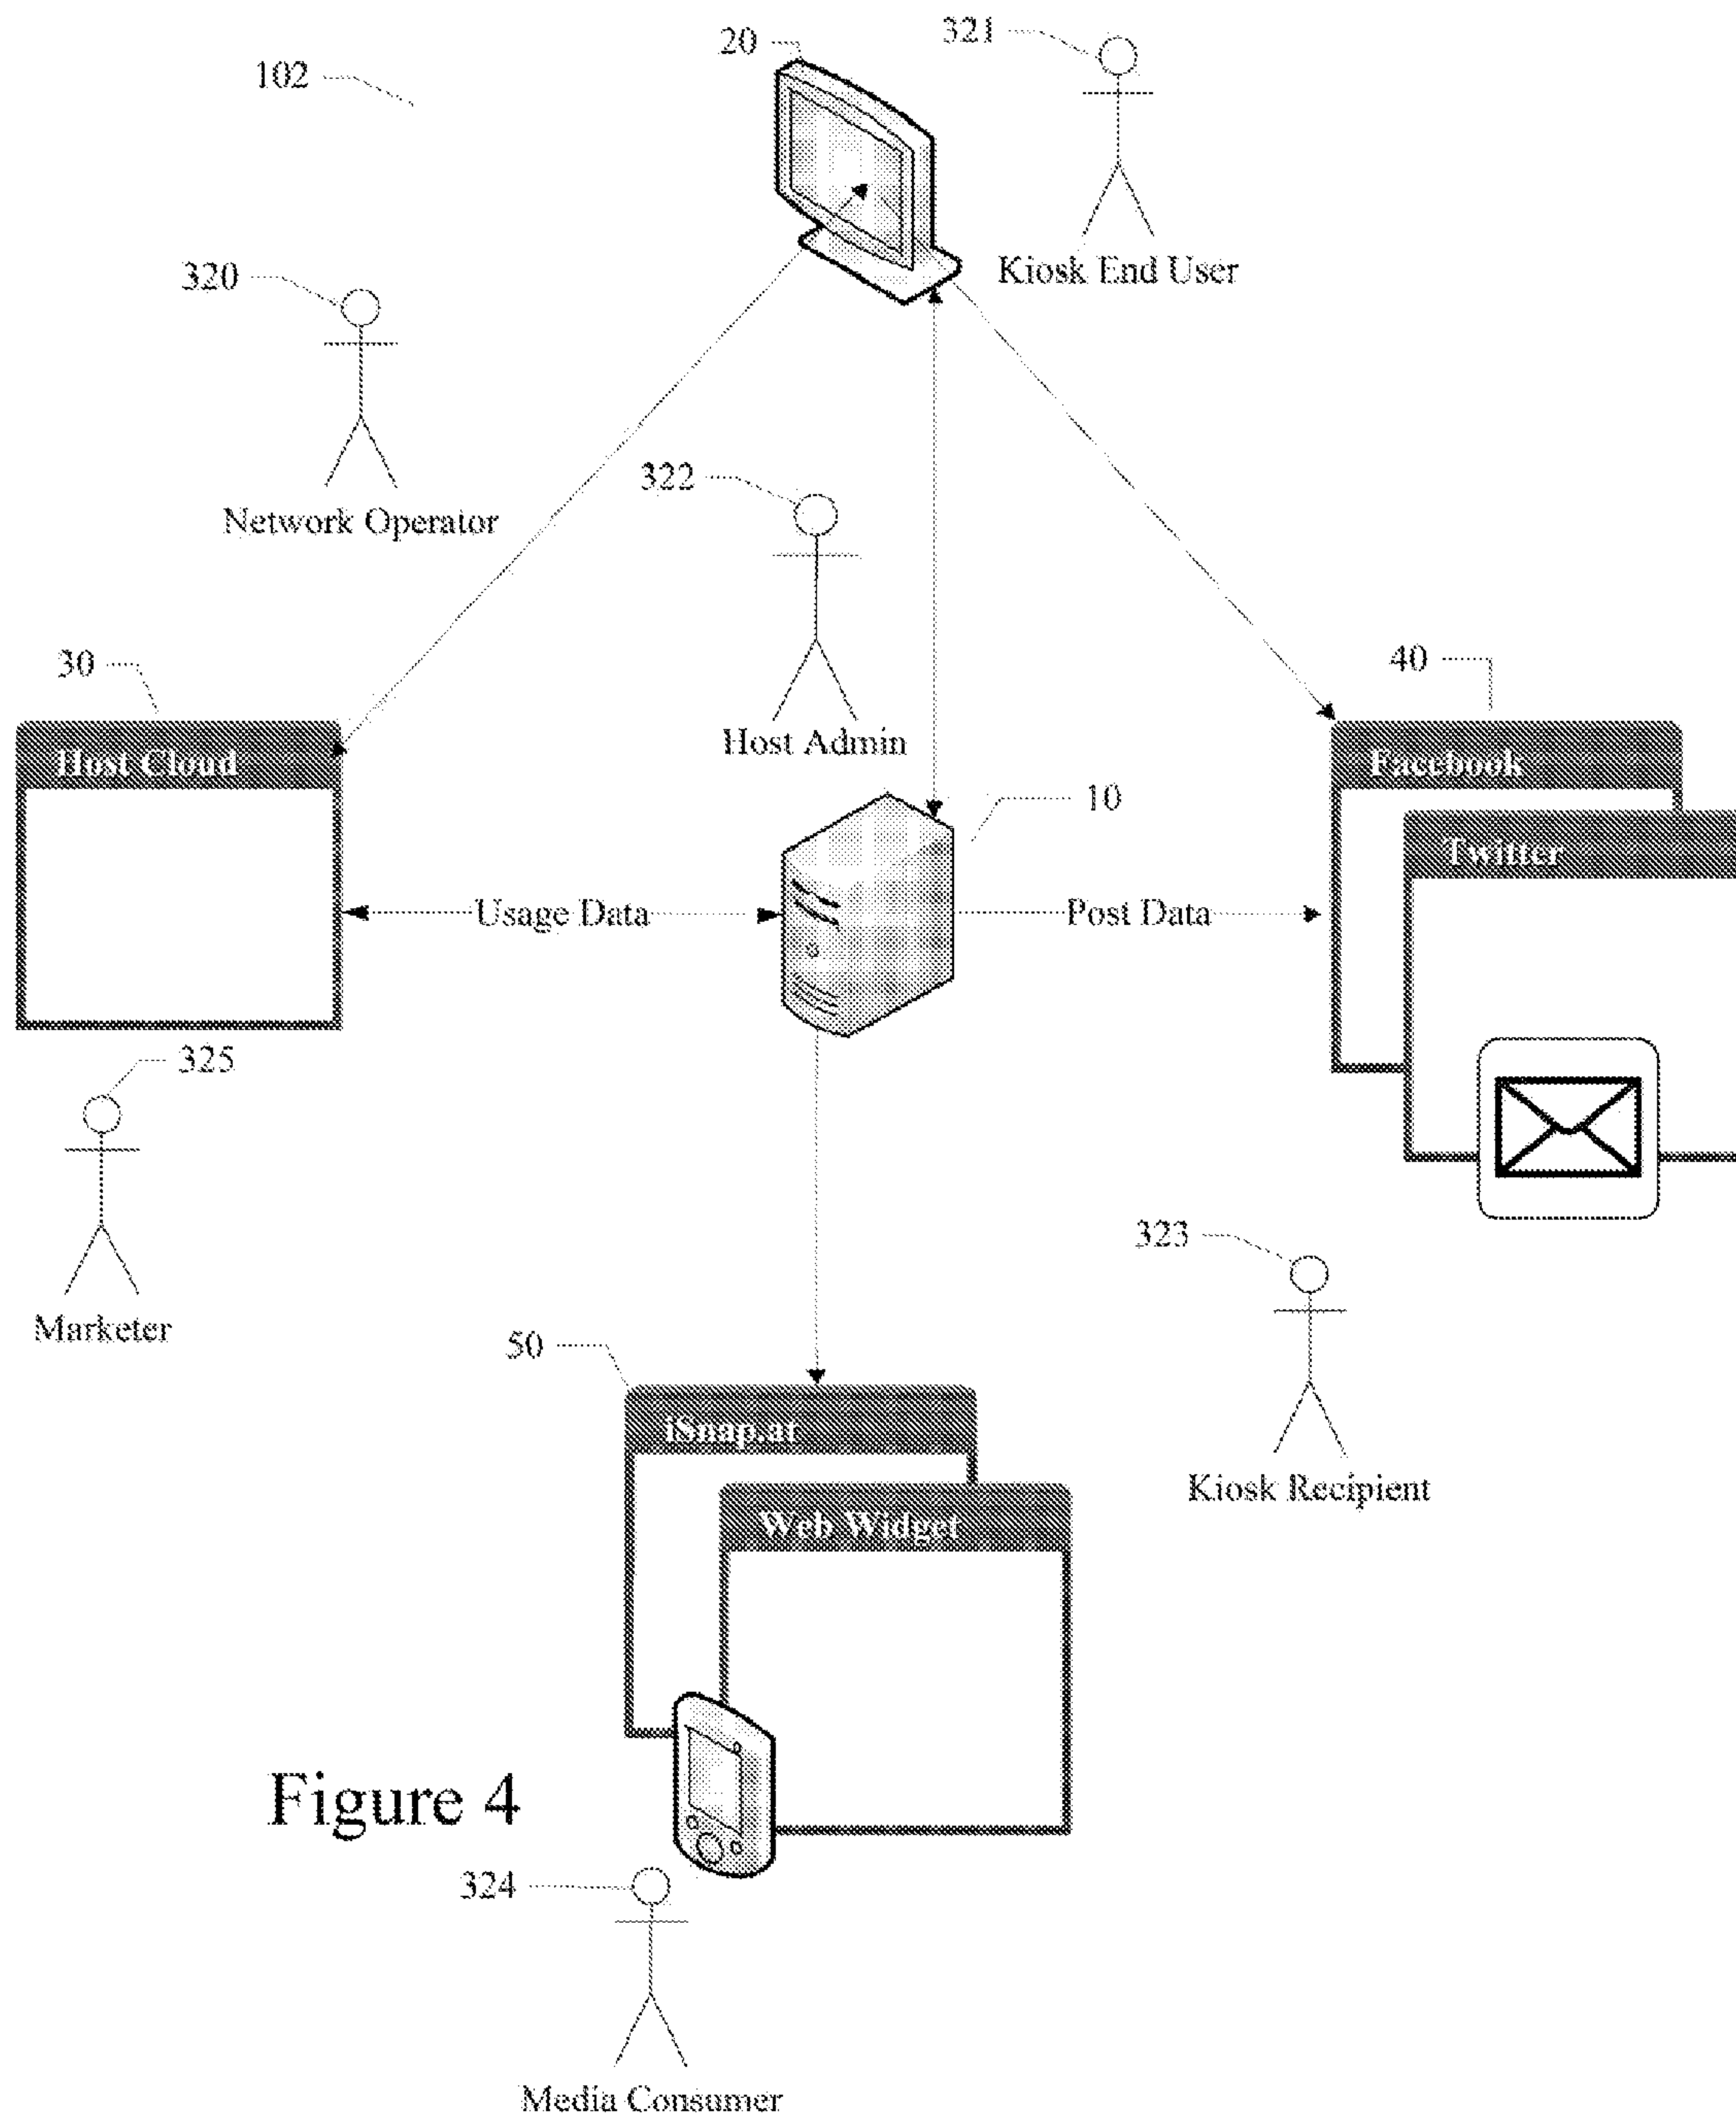 20
321
102
Kiosk End User
320
322
Network Operator
30
40
Host Admin
Host Cloud
Facebook
10
Twitter
Usage Data
Post Data
325
323
Marketer
50
iSnap.at
Kiosk Recipient
Web Widget
Figure 4
324
Media Consumer